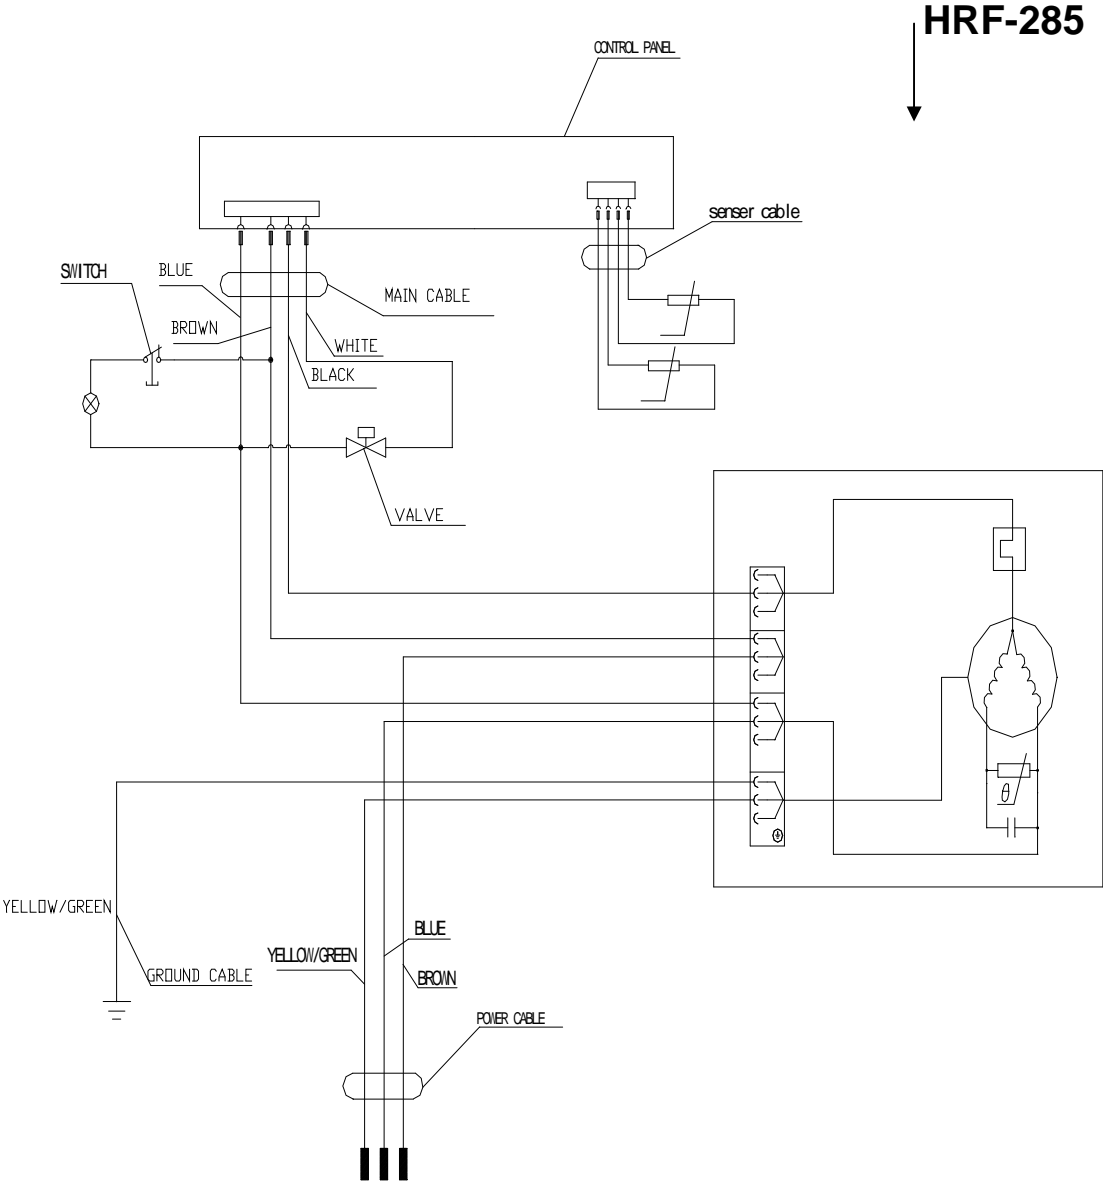 HRF-285
CONTROL PANEL
senser cable
SWITCH
BLUE
MAIN CABLE
BROWN
WHITE
BLACK
VALVE
θ
YELLOW/GREEN
BLUE
YELLOW/GREEN
GROUND CABLE
BROWN
POWER CABLE